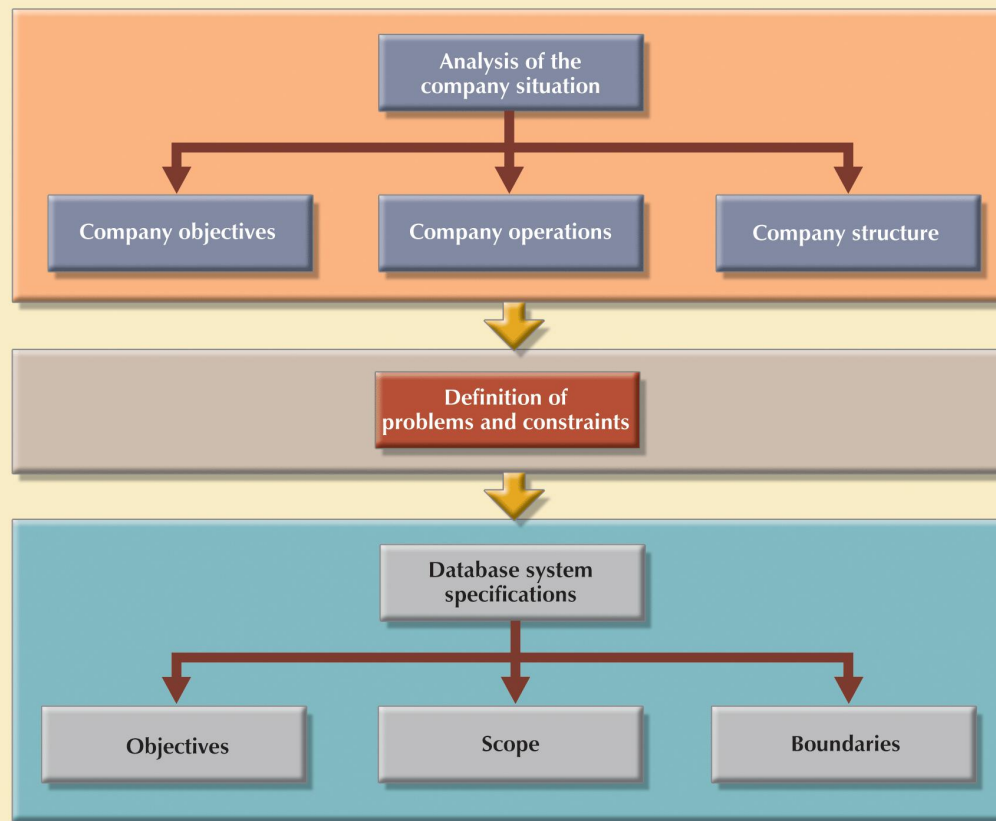 Analysis of the
company situation
Company objectives
Company operations
Company structure
Definition of
problems and constraints
Database system
specifications
Objectives
Scope
Boundaries